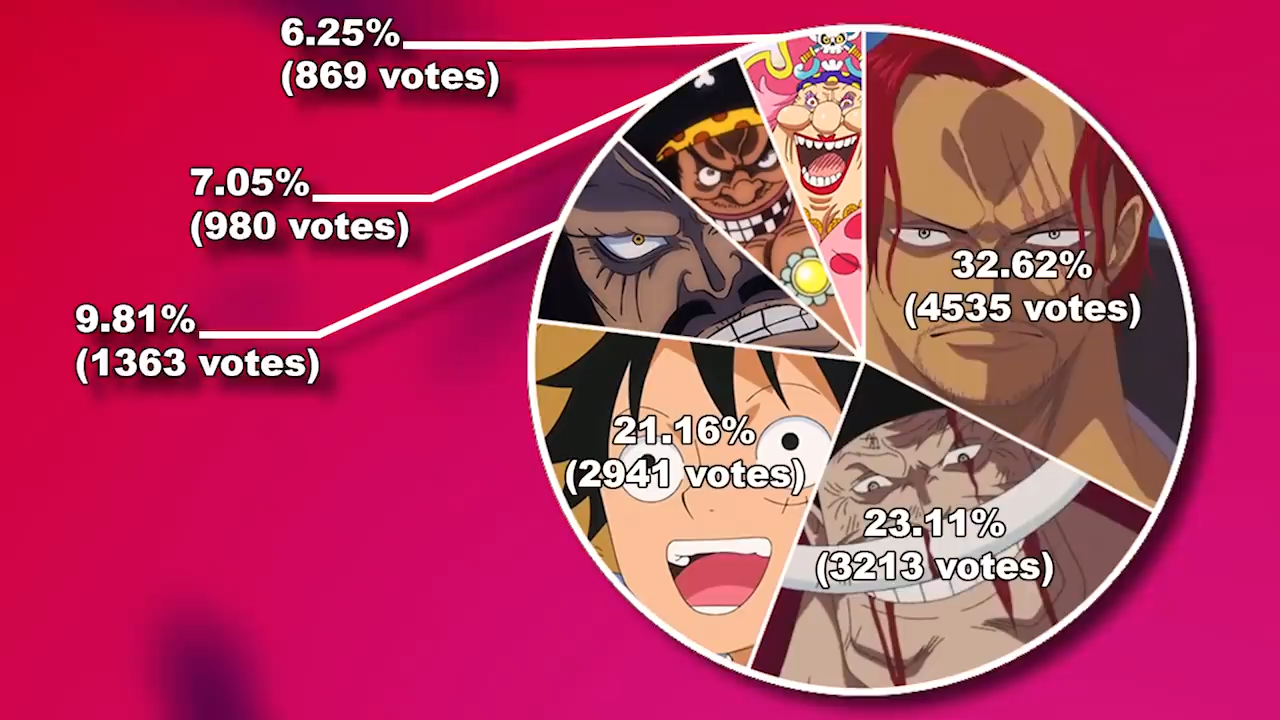 6.25%
(869 votes)
7.05%
(980 votes)
9.81%
(1363 votes)
32.62%
(4535 votes)
21.16%
(2941 votes)
23.11%
(3213 votes)